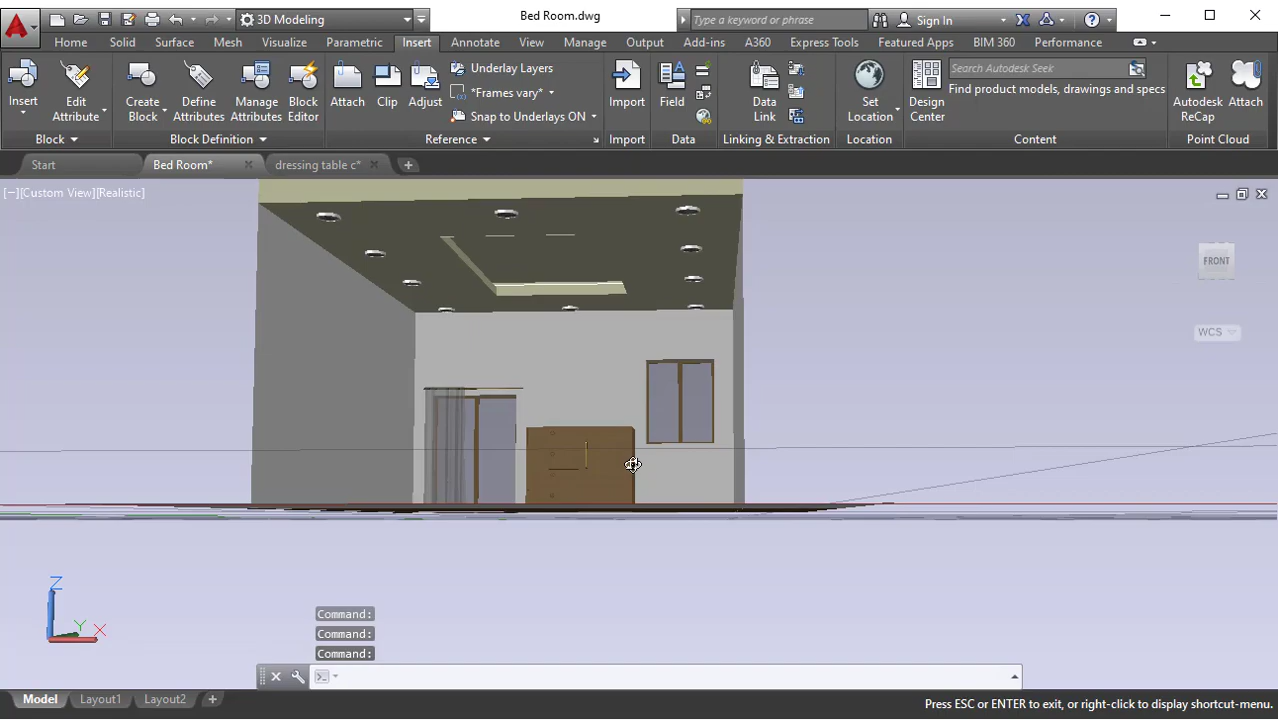 3D Modeling
Bed Room.dwg
Type a keyword or phrase
Sign In
Home Solid Surface Mesh Visualize Parametric Insert Annotate View Manage Output Add-ins A360 Express Tools Featured Apps BIM 360 Performance
Insert
Edit Attribute
Create Block
Define Attributes
Manage Attributes
Block Editor
Attach
Clip
Adjust
Underlay Layers
*Frames vary*
Snap to Underlays ON
Import
Field
Data Link
Set Location
Design Center
Search Autodesk Seek
Find product models, drawings and specs
Autodesk ReCap
Attach
Block Block Definition Reference Import Data Linking & Extraction Location Content Point Cloud
Start Bed Room* dressing table c*
[−][Custom View][Realistic]
FRONT
WCS
Z
Y
X
Command:
Command:
Command:
Model Layout1 Layout2
Press ESC or ENTER to exit, or right-click to display shortcut-menu.